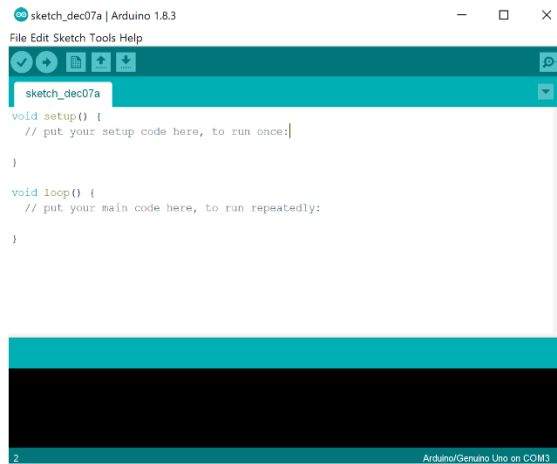 sketch_dec07a | Arduino 1.8.3
File Edit Sketch Tools Help
sketch_dec07a
void setup() {
// put your setup code here, to run once:
}
void loop() {
// put your main code here, to run repeatedly:
}
2
Arduino/Genuino Uno on COM3